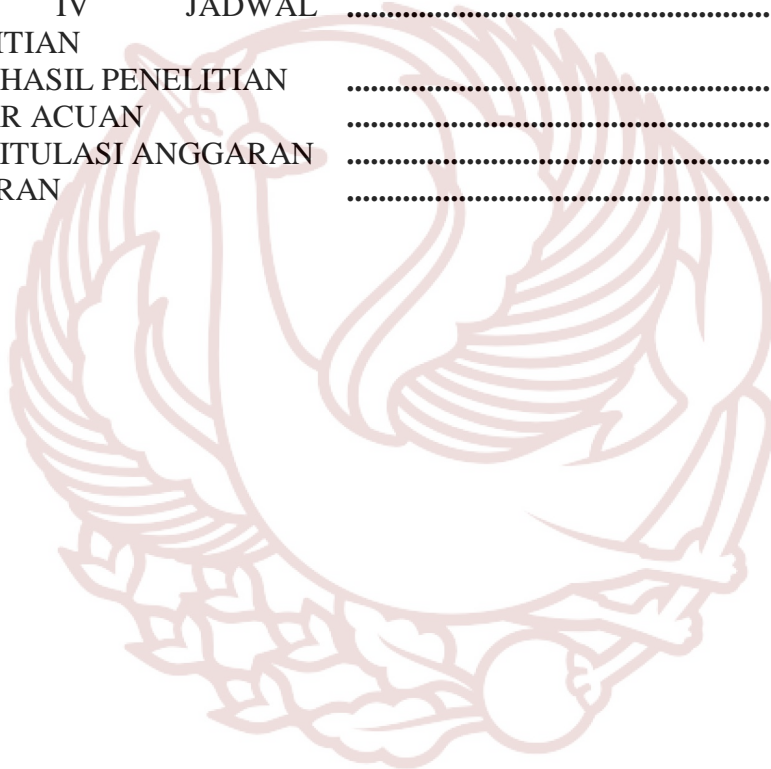 IV JADWAL ................................................................
ITIAN
HASIL PENELITIAN ................................................................
R ACUAN ................................................................
ITULASI ANGGARAN ................................................................
RAN ................................................................